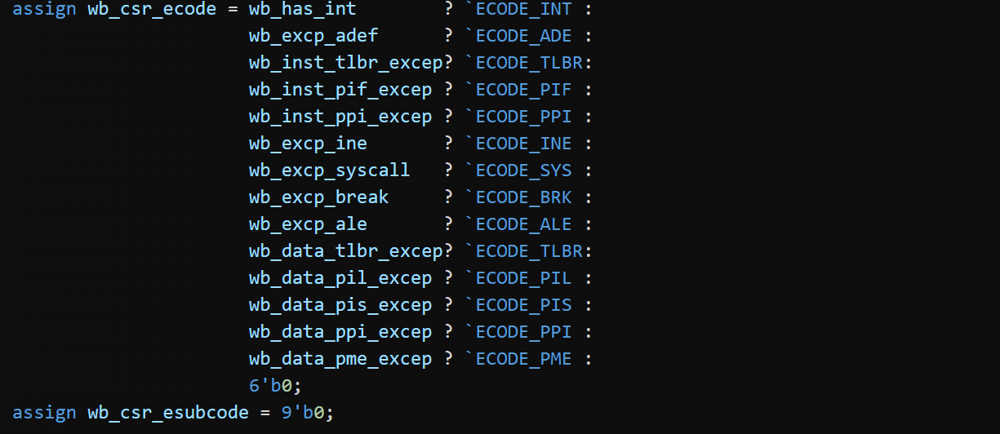 assign wb_csr_ecode = wb_has_int        ? `ECODE_INT :
                      wb_excp_adef      ? `ECODE_ADE :
                      wb_inst_tlbr_excep? `ECODE_TLBR:
                      wb_inst_pif_excep ? `ECODE_PIF :
                      wb_inst_ppi_excep ? `ECODE_PPI :
                      wb_excp_ine       ? `ECODE_INE :
                      wb_excp_syscall   ? `ECODE_SYS :
                      wb_excp_break     ? `ECODE_BRK :
                      wb_excp_ale       ? `ECODE_ALE :
                      wb_data_tlbr_excep? `ECODE_TLBR:
                      wb_data_pil_excep ? `ECODE_PIL :
                      wb_data_pis_excep ? `ECODE_PIS :
                      wb_data_ppi_excep ? `ECODE_PPI :
                      wb_data_pme_excep ? `ECODE_PME :
                      6'b0;
assign wb_csr_esubcode = 9'b0;